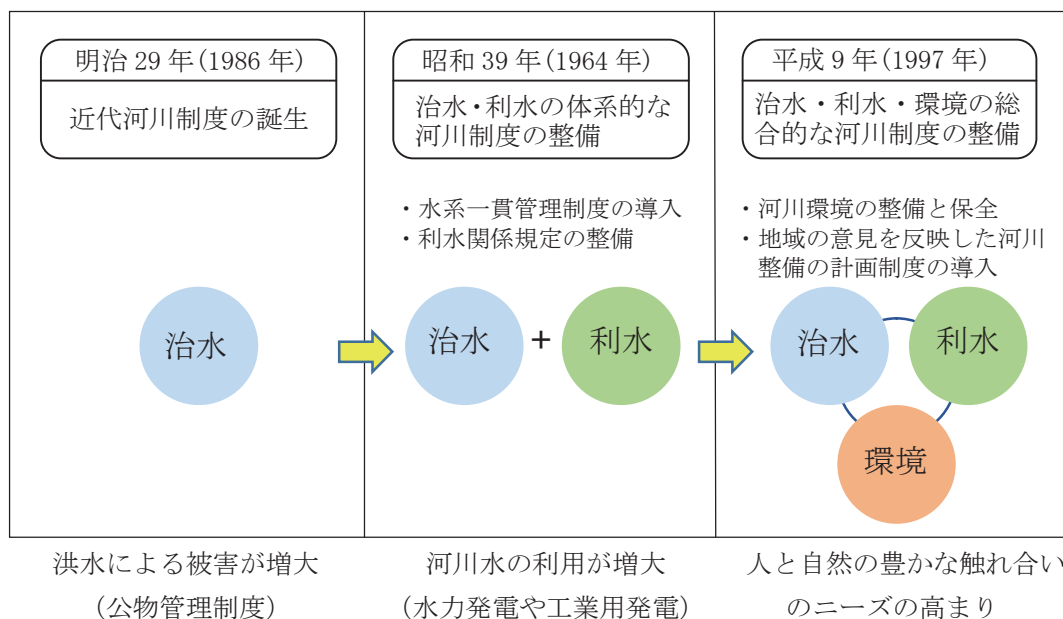 明治 29 年(1986 年)
近代河川制度の誕生
洪水による被害が増大
（公物管理制度）
治水
昭和 39 年(1964 年)
治水・利水の体系的な
河川制度の整備
・水系一貫管理制度の導入
・利水関係規定の整備
治水
+
利水
河川水の利用が増大
（水力発電や工業用発電）
平成 9 年(1997 年)
治水・利水・環境の総
合的な河川制度の整備
・河川環境の整備と保全
・地域の意見を反映した河川
整備の計画制度の導入
治水
利水
環境
人と自然の豊かな触れ合い
のニーズの高まり